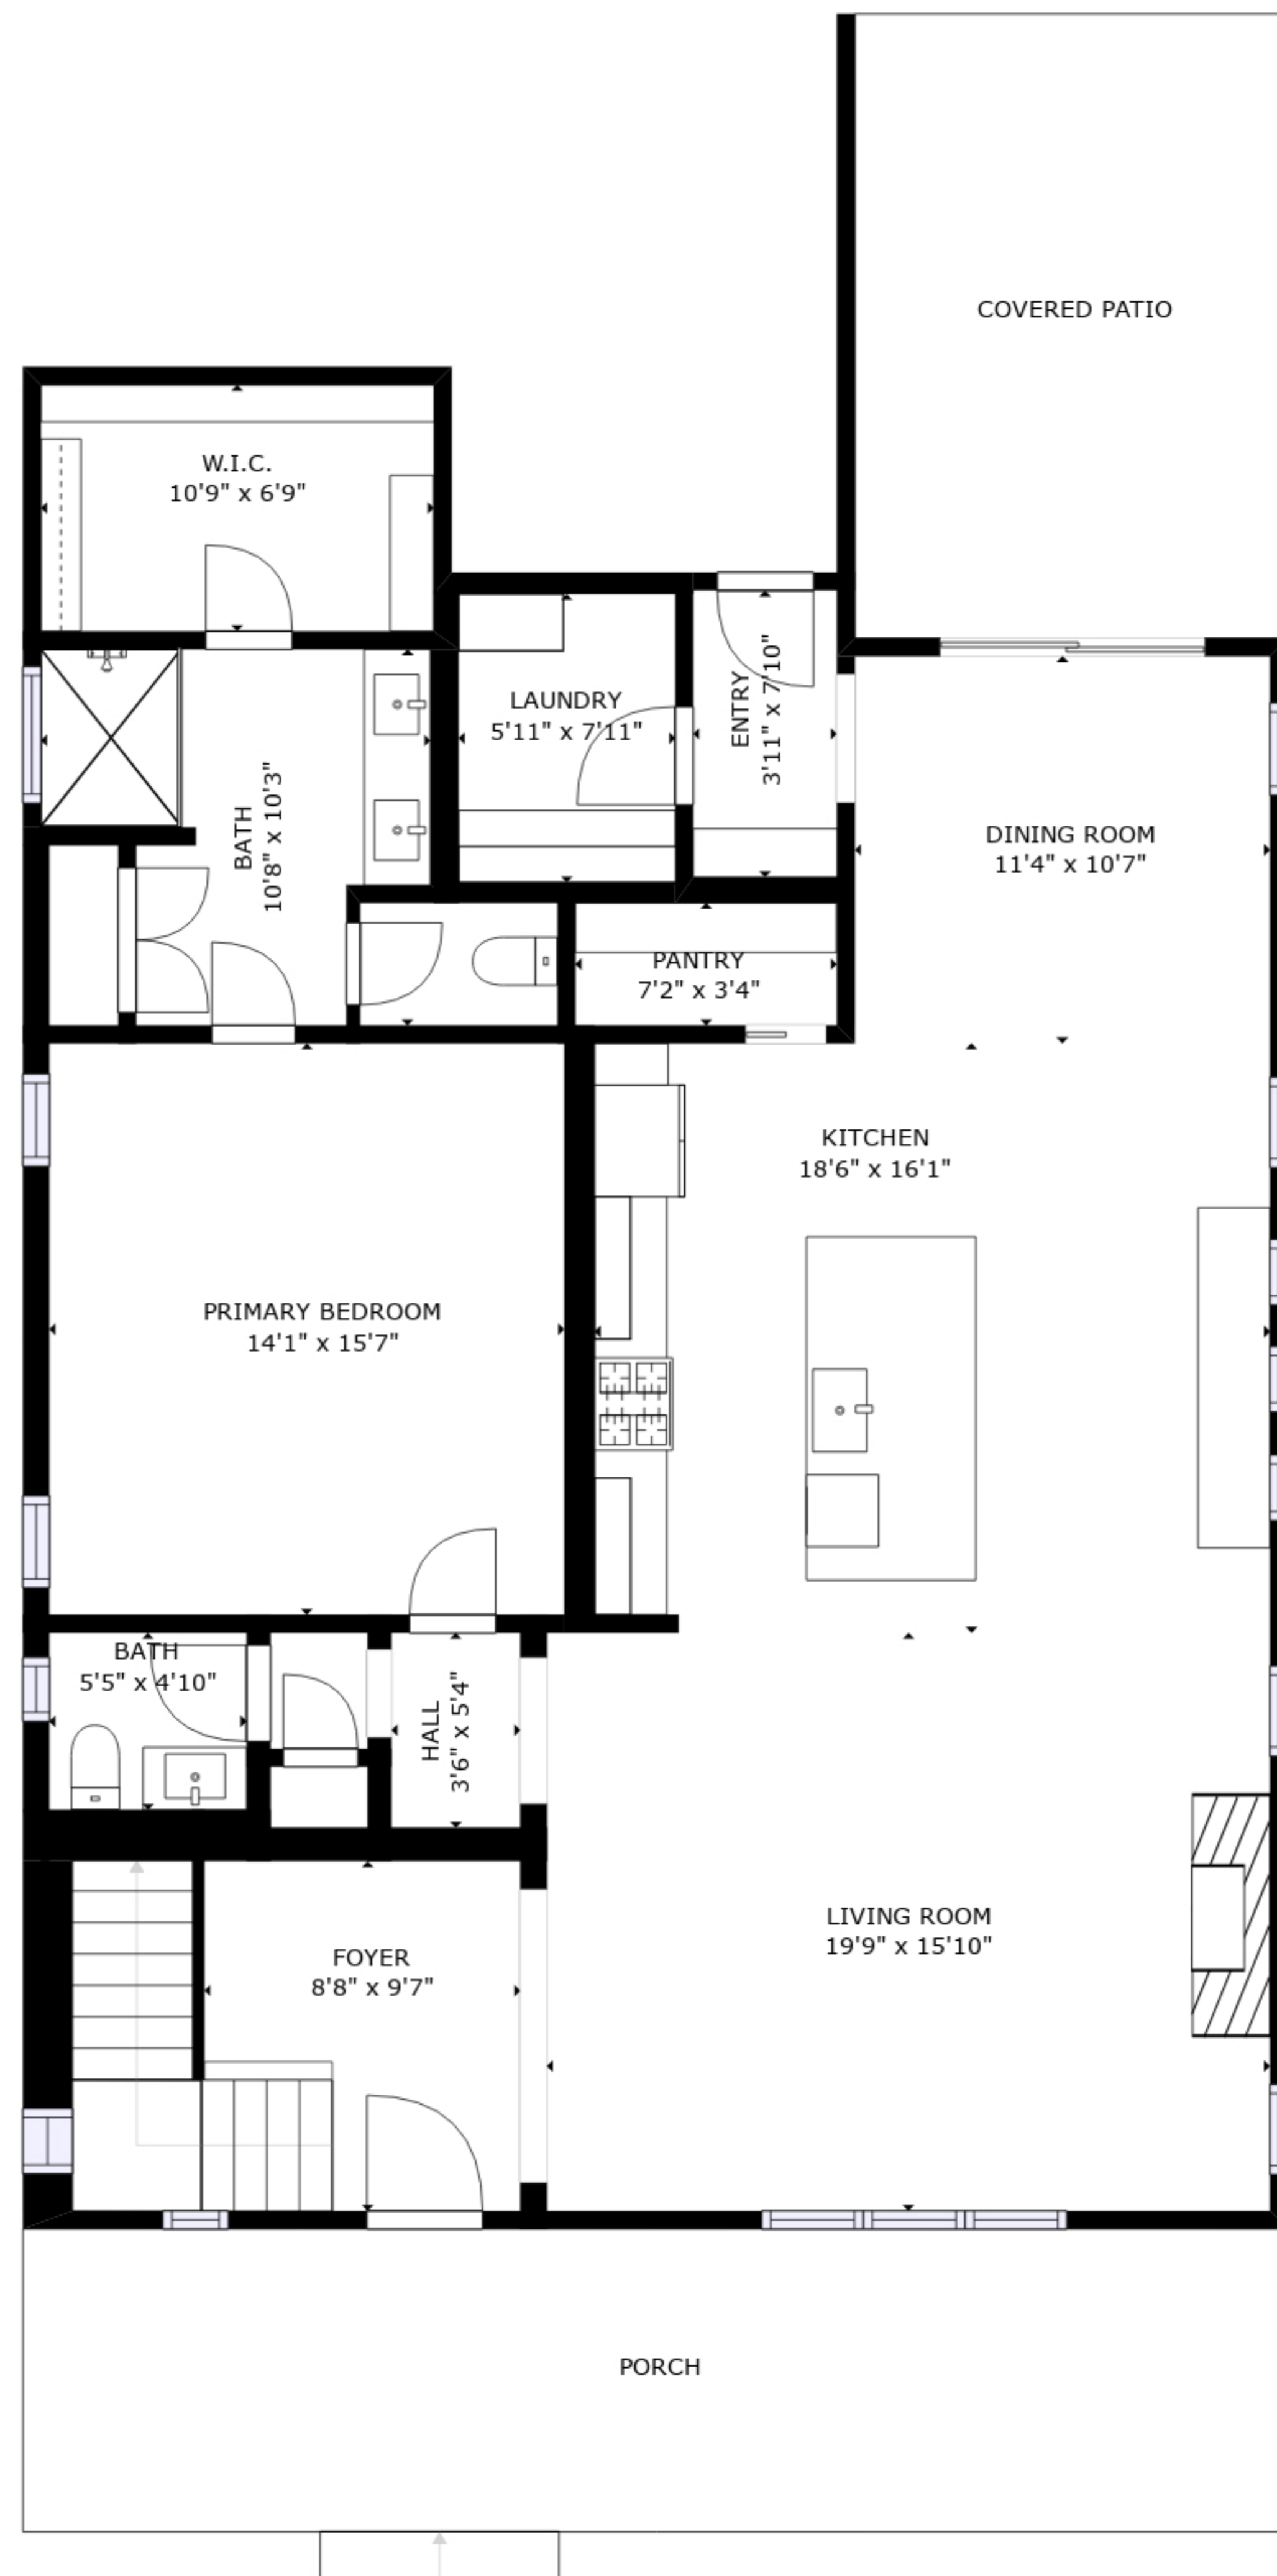 COVERED PATIO
W.I.C.
10'9" x 6'9"
LAUNDRY
5'11" x 7'11"
ENTRY
3'11" x 7'10"
BATH
10'8" x 10'3"
DINING ROOM
11'4" x 10'7"
PANTRY
7'2" x 3'4"
KITCHEN
18'6" x 16'1"
PRIMARY BEDROOM
14'1" x 15'7"
BATH
5'5" x 4'10"
HALL
3'6" x 5'4"
LIVING ROOM
19'9" x 15'10"
FOYER
8'8" x 9'7"
PORCH